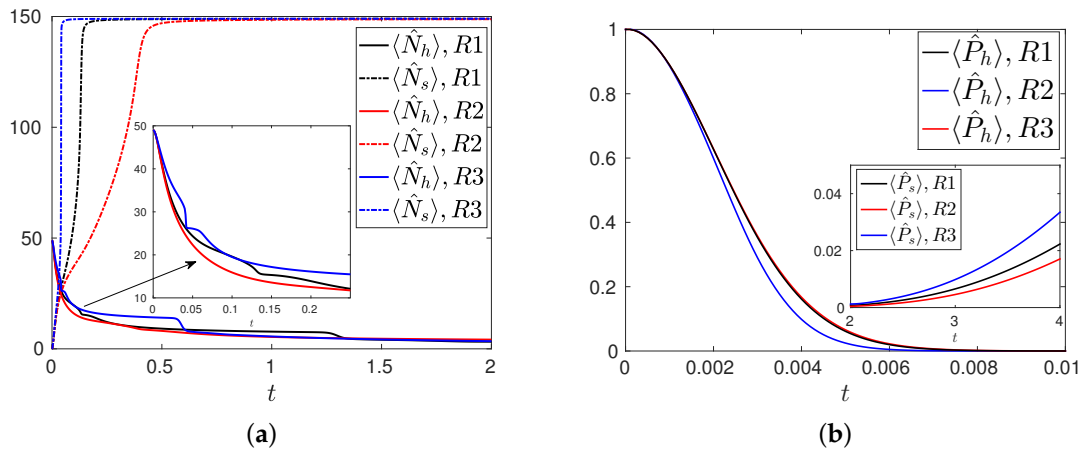 150
100
50
0
0
0.5
1
1.5
2
t
⟨N̂_h⟩, R1
⟨N̂_s⟩, R1
⟨N̂_h⟩, R2
⟨N̂_s⟩, R2
⟨N̂_h⟩, R3
⟨N̂_s⟩, R3
50
40
30
20
10
0
0.05
0.1
0.15
0.2
t
(a)
1
0.8
0.6
0.4
0.2
0
0
0.002
0.004
0.006
0.008
0.01
t
⟨P̂_h⟩, R1
⟨P̂_h⟩, R2
⟨P̂_h⟩, R3
0.04
0.02
0
2
3
4
t
⟨P̂_s⟩, R1
⟨P̂_s⟩, R2
⟨P̂_s⟩, R3
(b)